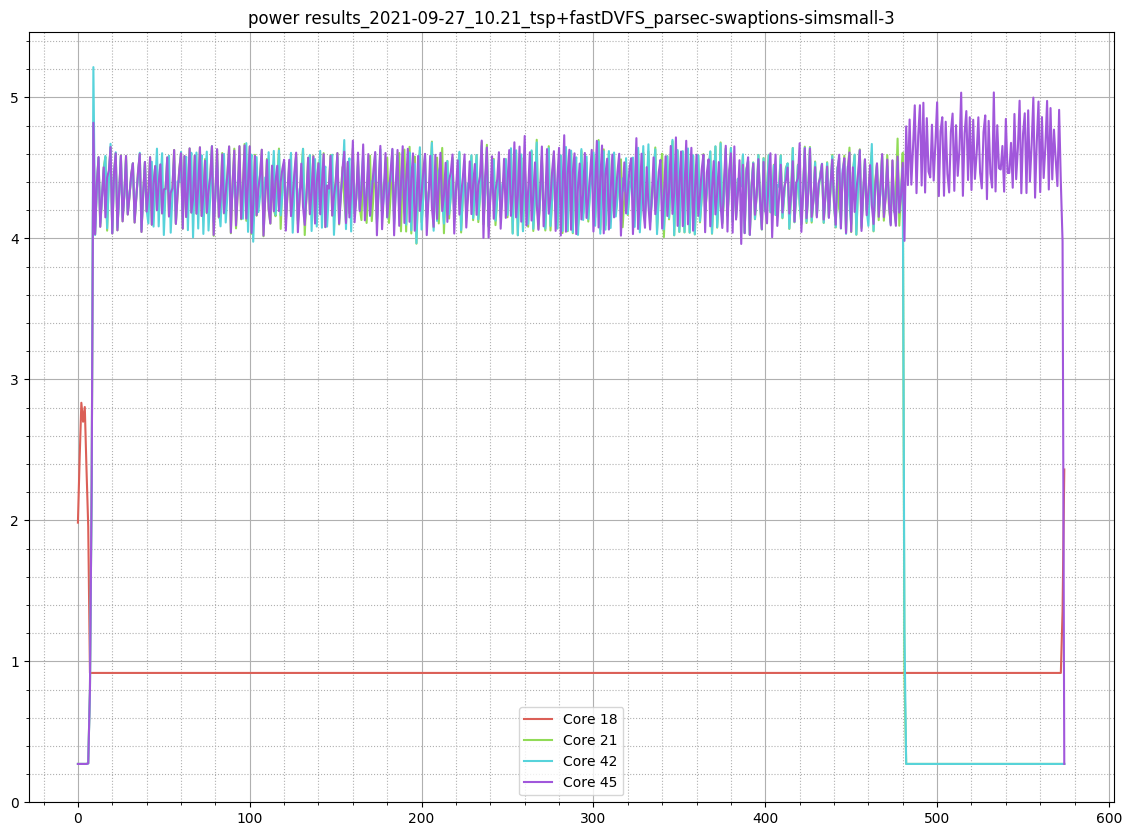 power results_2021-09-27_10.21_tsp+fastDVFS_parsec-swaptions-simsmall-3
5
4
3
2
1
0
Core 18
Core 21
Core 42
Core 45
0 100 200 300 400 500 600